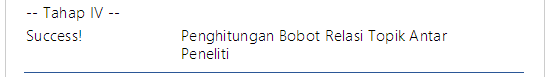 -- Tahap IV --
Success! Penghitungan Bobot Relasi Topik Antar
Peneliti